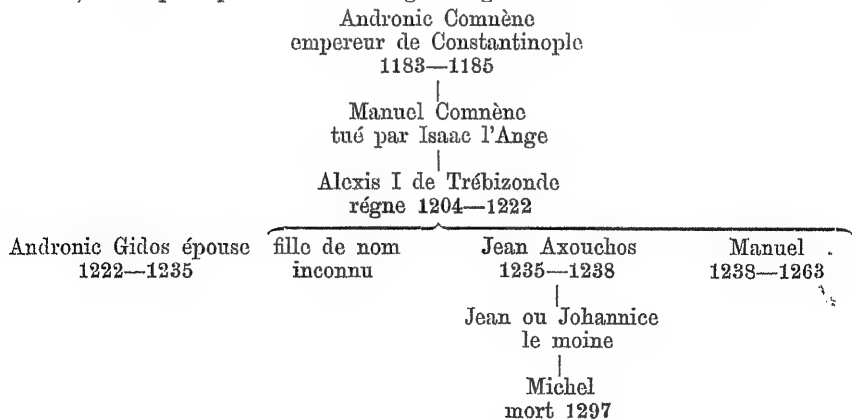 Andronic Comnène
empereur de Constantinople
1183—1185
Manuel Comnène
tué par Isaac l'Ange
Alexis I de Trébizonde
régne 1204—1222
Andronic Gidos épouse fille de nom Jean Axouchos Manuel
1222—1235 inconnu 1235—1238 1238—1263
Jean ou Johannice
le moine
Michel
mort 1297